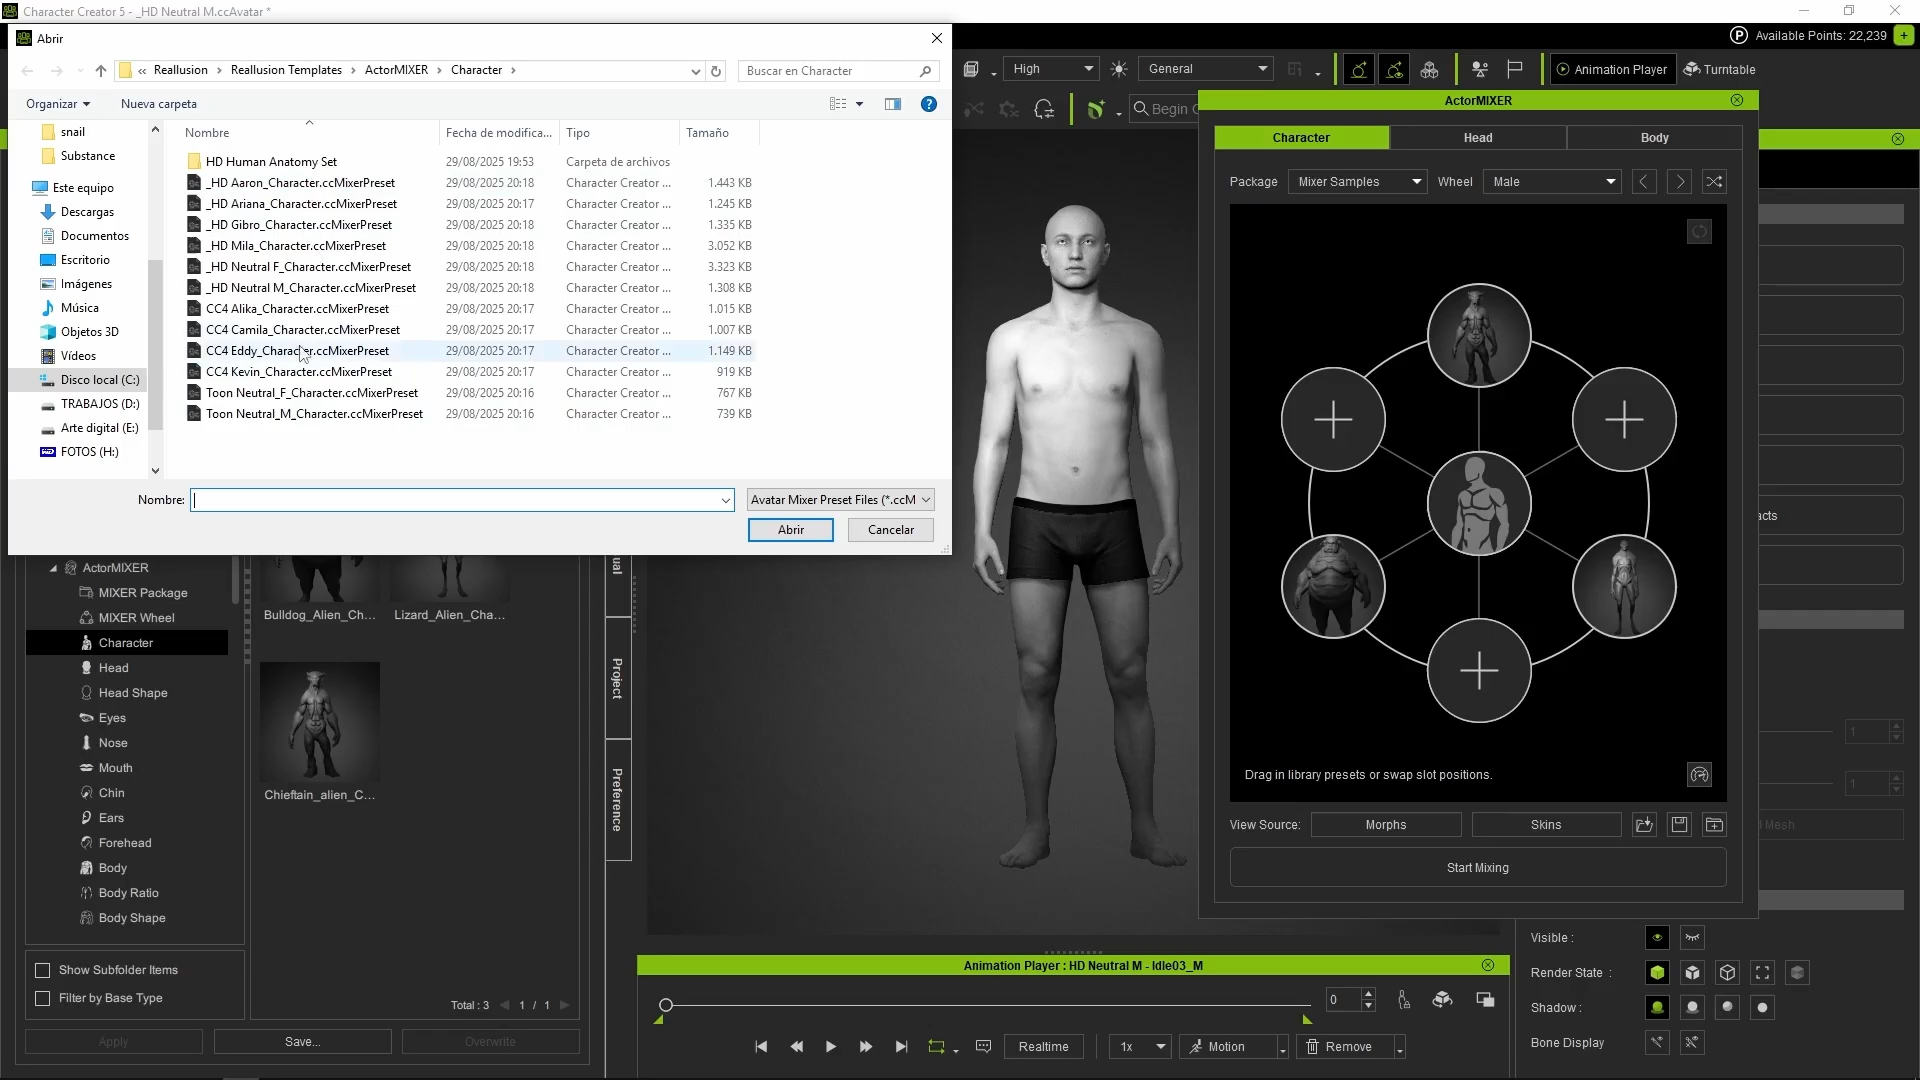 Character Creator 5 - _HD Neutral M.ccAvatar *
Abrir
« Reallusion › Reallusion Templates › ActorMIXER › Character ›
Buscar en Character
Organizar
Nueva carpeta
snail
Substance
Este equipo
Descargas
Documentos
Escritorio
Imágenes
Música
Objetos 3D
Vídeos
Disco local (C:)
TRABAJOS (D:)
Arte digital (E:)
FOTOS (H:)
Nombre Fecha de modifica... Tipo Tamaño
HD Human Anatomy Set 29/08/2025 19:53 Carpeta de archivos
_HD Aaron_Character.ccMixerPreset 29/08/2025 20:18 Character Creator ... 1.443 KB
_HD Ariana_Character.ccMixerPreset 29/08/2025 20:17 Character Creator ... 1.245 KB
_HD Gibro_Character.ccMixerPreset 29/08/2025 20:18 Character Creator ... 1.335 KB
_HD Mila_Character.ccMixerPreset 29/08/2025 20:18 Character Creator ... 3.052 KB
_HD Neutral F_Character.ccMixerPreset 29/08/2025 20:18 Character Creator ... 3.323 KB
_HD Neutral M_Character.ccMixerPreset 29/08/2025 20:18 Character Creator ... 1.308 KB
CC4 Alika_Character.ccMixerPreset 29/08/2025 20:17 Character Creator ... 1.015 KB
CC4 Camila_Character.ccMixerPreset 29/08/2025 20:17 Character Creator ... 1.007 KB
CC4 Eddy_Character.ccMixerPreset 29/08/2025 20:17 Character Creator ... 1.149 KB
CC4 Kevin_Character.ccMixerPreset 29/08/2025 20:17 Character Creator ... 919 KB
Toon Neutral_F_Character.ccMixerPreset 29/08/2025 20:16 Character Creator ... 767 KB
Toon Neutral_M_Character.ccMixerPreset 29/08/2025 20:16 Character Creator ... 739 KB
Nombre:
Avatar Mixer Preset Files (*.ccM
Abrir
Cancelar
Available Points: 22,239
High
General
Animation Player
Turntable
Begin C
ActorMIXER
Character
Head
Body
Package
Mixer Samples
Wheel
Male
Drag in library presets or swap slot positions.
View Source:
Morphs
Skins
Start Mixing
acts
1
1
l Mesh
ActorMIXER
MIXER Package
MIXER Wheel
Character
Head
Head Shape
Eyes
Nose
Mouth
Chin
Ears
Forehead
Body
Body Ratio
Body Shape
Bulldog_Alien_Ch...
Lizard_Alien_Cha...
Chieftain_alien_C...
ual
Project
Preference
Show Subfolder Items
Filter by Base Type
Total : 3
1 / 1
Apply
Save...
Overwrite
Animation Player : HD Neutral M - Idle03_M
0
Realtime
1x
Motion
Remove
Visible :
Render State :
Shadow :
Bone Display